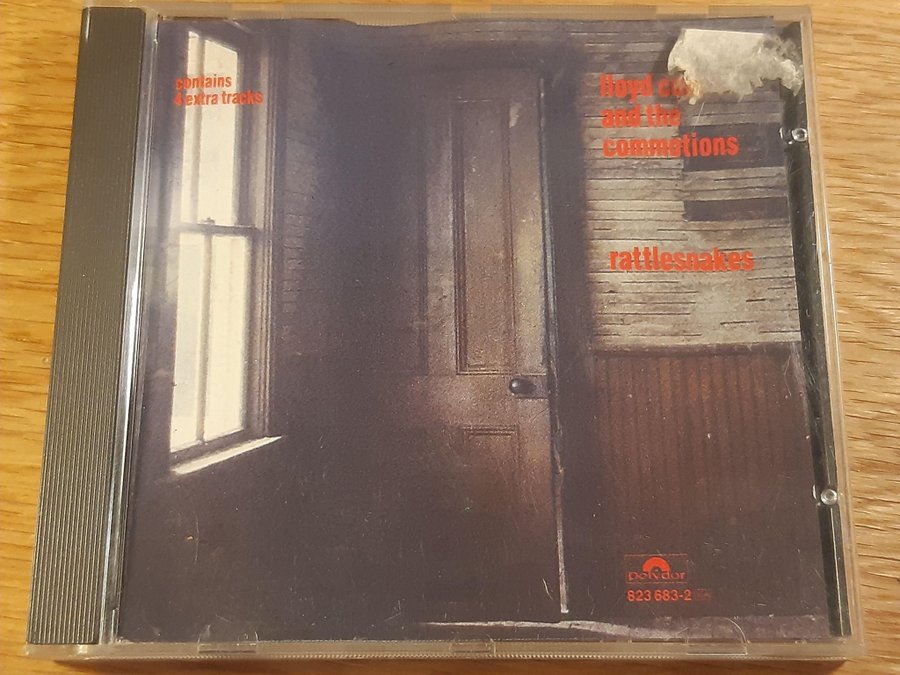 contains
4 extra tracks
lloyd
and the
commotions
rattlesnakes
polydor
823 683-2